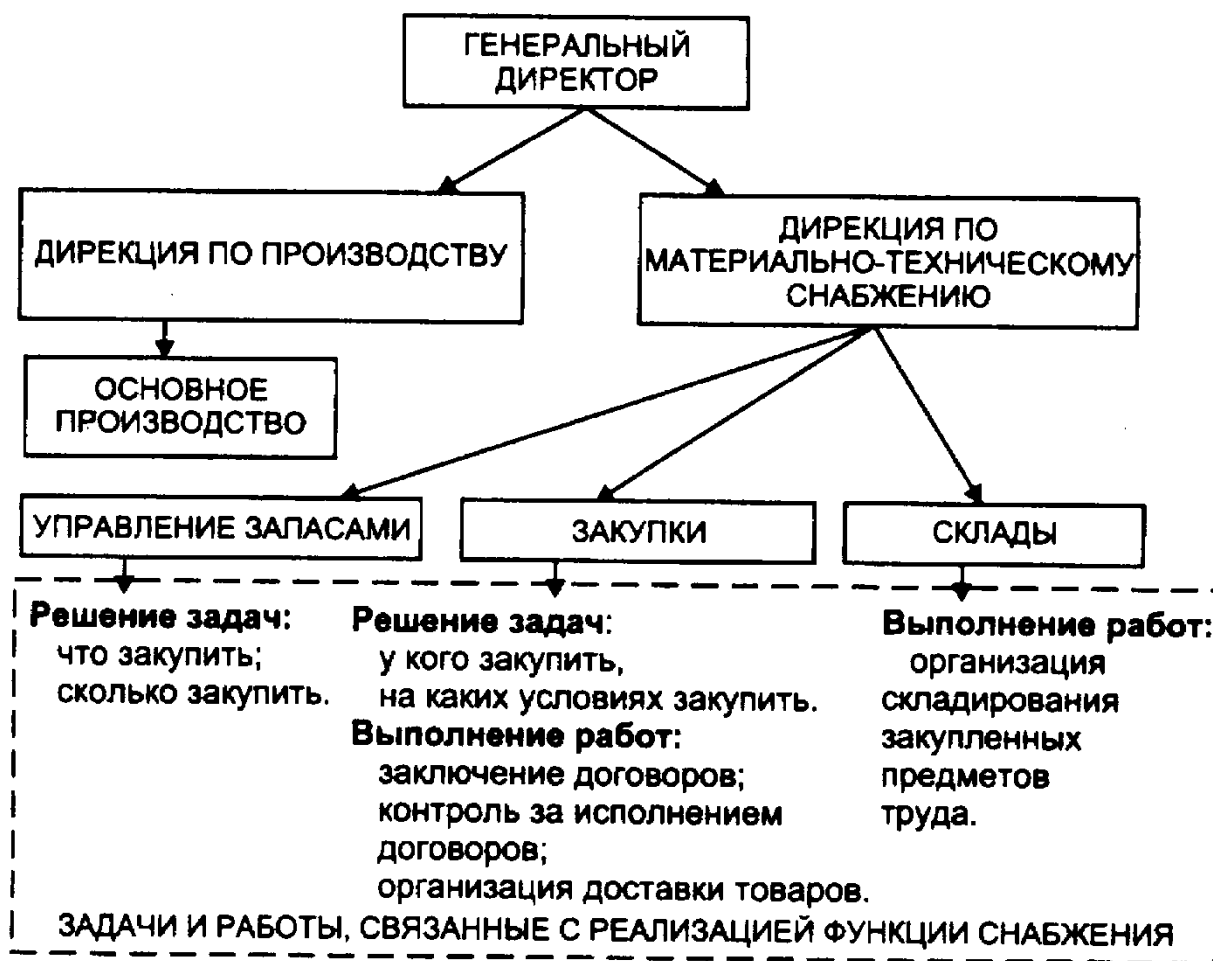 ГЕНЕРАЛЬНЫЙ
ДИРЕКТОР
ДИРЕКЦИЯ ПО ПРОИЗВОДСТВУ
ДИРЕКЦИЯ ПО
МАТЕРИАЛЬНО-ТЕХНИЧЕСКОМУ
СНАБЖЕНИЮ
ОСНОВНОЕ
ПРОИЗВОДСТВО
УПРАВЛЕНИЕ ЗАПАСАМИ
ЗАКУПКИ
СКЛАДЫ
Решение задач:
что закупить;
сколько закупить.
Решение задач:
у кого закупить,
на каких условиях закупить.
Выполнение работ:
заключение договоров;
контроль за исполнением
договоров;
организация доставки товаров.
Выполнение работ:
организация
складирования
закупленных
предметов
труда.
ЗАДАЧИ И РАБОТЫ, СВЯЗАННЫЕ С РЕАЛИЗАЦИЕЙ ФУНКЦИИ СНАБЖЕНИЯ